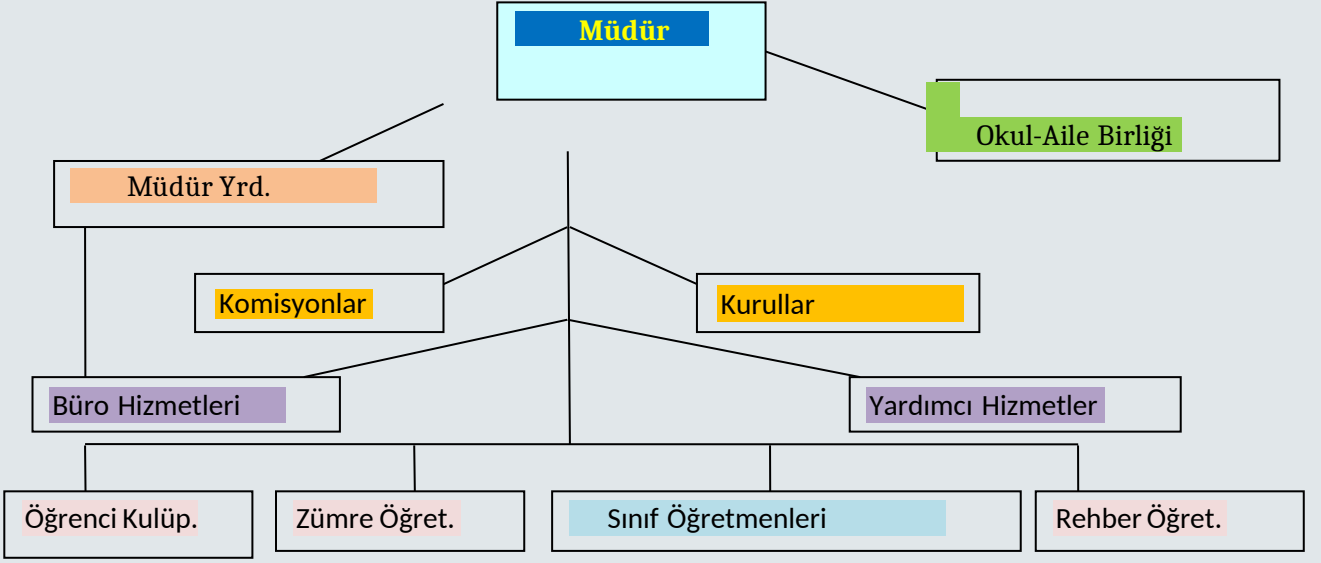 Müdür
Okul-Aile Birliği
Müdür Yrd.
Komisyonlar
Kurullar
Büro Hizmetleri
Yardımcı Hizmetler
Öğrenci Kulüp.
Zümre Öğret.
Sınıf Öğretmenleri
Rehber Öğret.